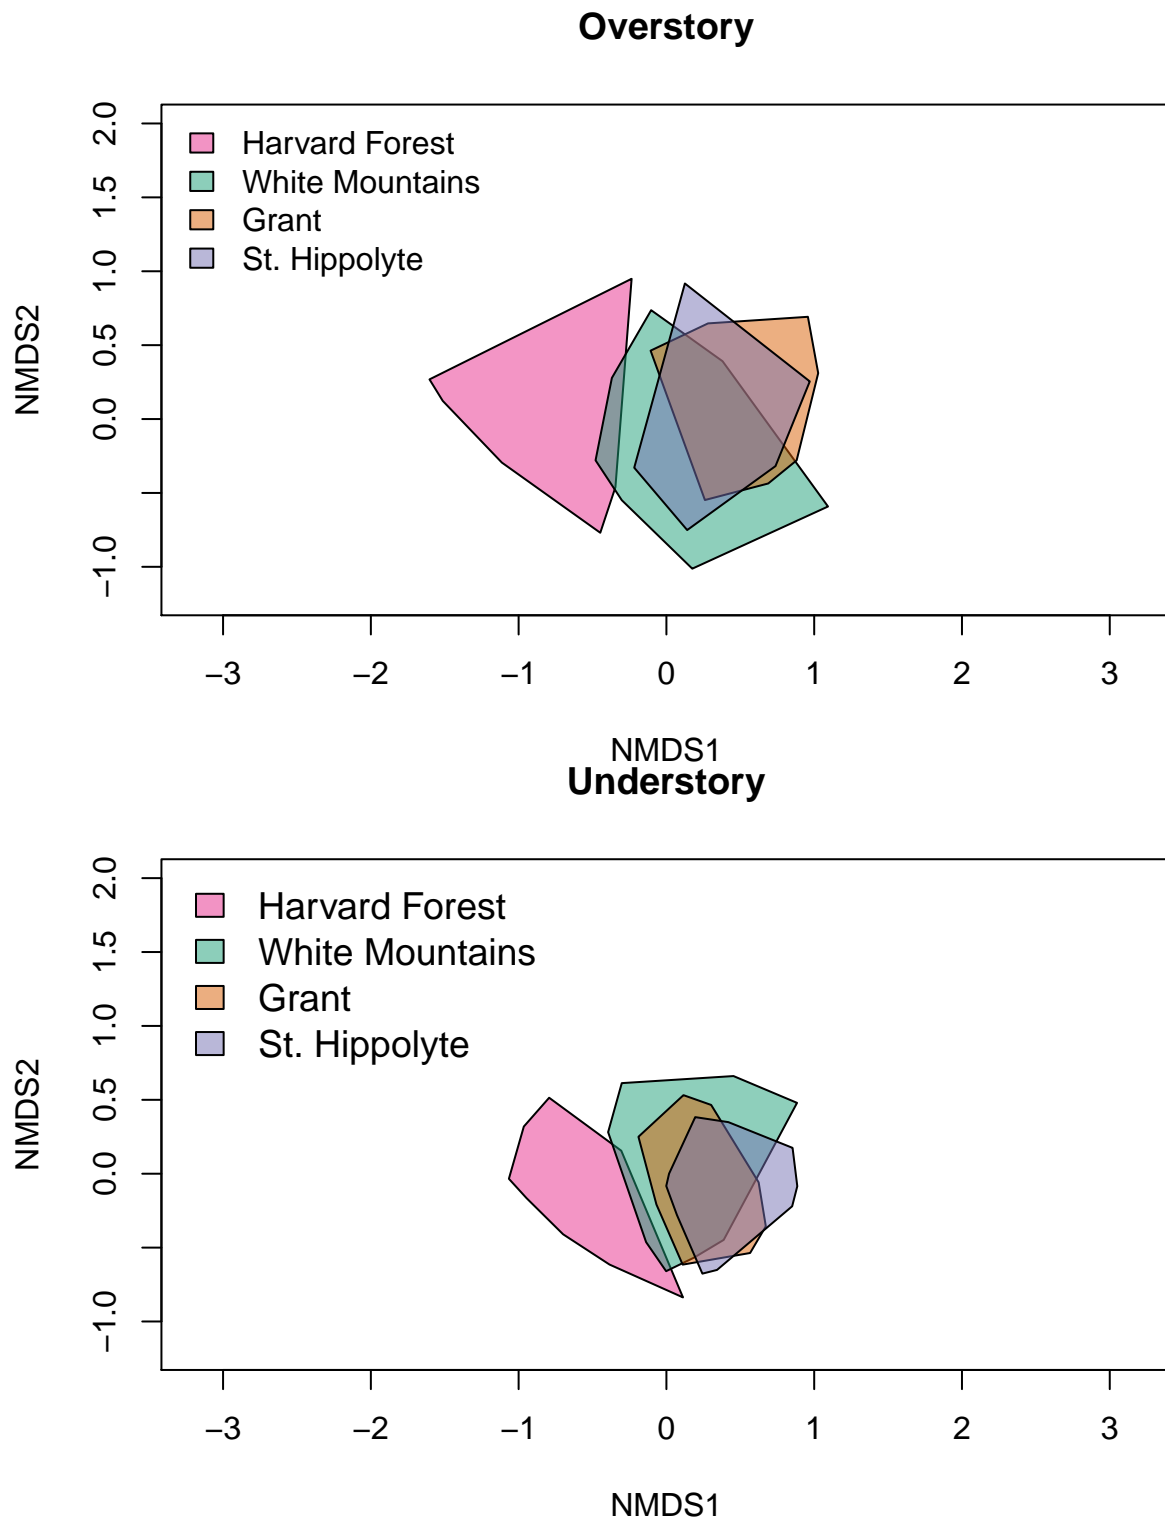 Overstory
NMDS2
2.0
1.5
1.0
0.5
0.0
−1.0
Harvard Forest
White Mountains
Grant
St. Hippolyte
−3 −2 −1 0 1 2 3
NMDS1
Understory
NMDS2
2.0
1.5
1.0
0.5
0.0
−1.0
Harvard Forest
White Mountains
Grant
St. Hippolyte
−3 −2 −1 0 1 2 3
NMDS1